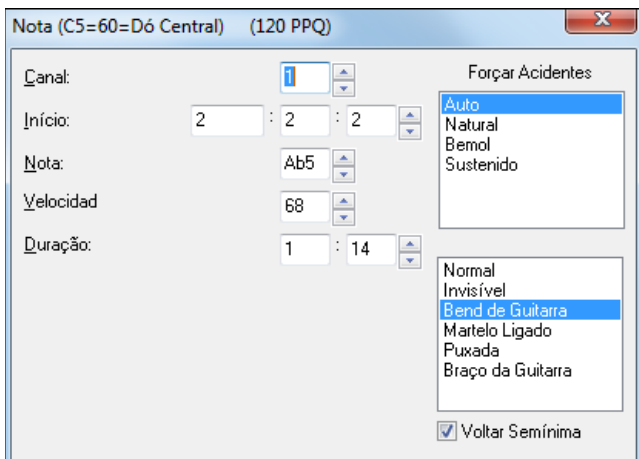 Nota (C5=60=Dó Central) (120 PPQ)
Canal: 1
Forçar Acidentes
Início: 2 : 2 : 2
Nota: Ab5
Velocidad 68
Duração: 1 : 14
Auto
Natural
Bemol
Sustenido
Normal
Invisível
Bend de Guitarra
Martelo Ligado
Puxada
Braço da Guitarra
Voltar Semínima